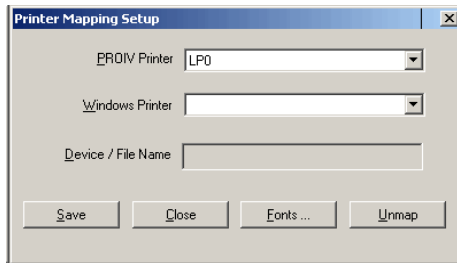 Printer Mapping Setup
PROIV Printer LP0
Windows Printer
Device / File Name
Save Close Fonts ... Unmap